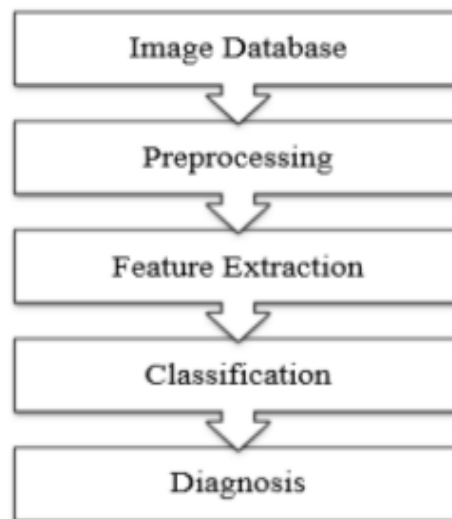 Image Database
Preprocessing
Feature Extraction
Classification
Diagnosis